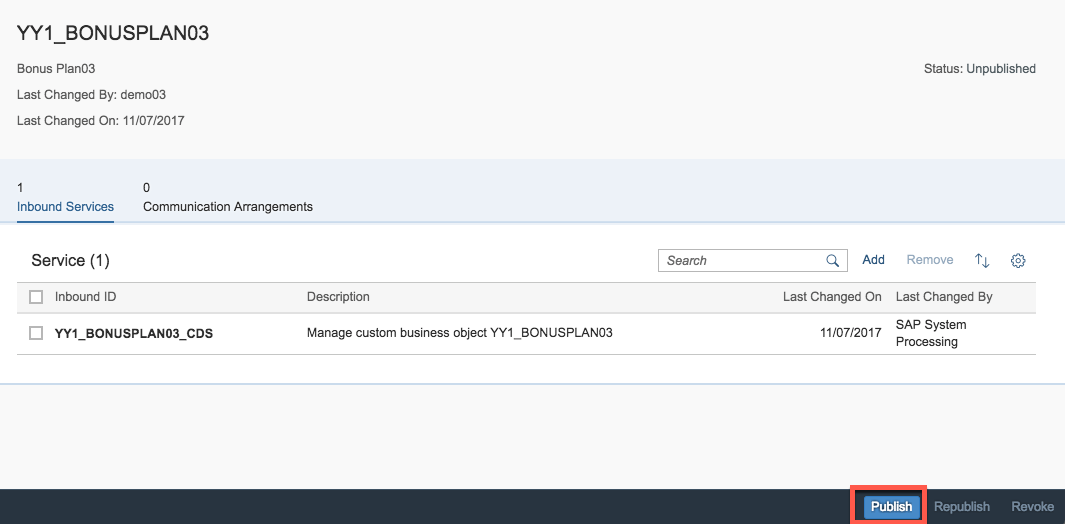 YY1_BONUSPLAN03
Bonus Plan03
Status: Unpublished
Last Changed By: demo03
Last Changed On: 11/07/2017
1
Inbound Services
0
Communication Arrangements
Service (1)
Search
Add
Remove
Inbound ID
Description
Last Changed On
Last Changed By
YY1_BONUSPLAN03_CDS
Manage custom business object YY1_BONUSPLAN03
11/07/2017
SAP System
Processing
Publish
Republish
Revoke